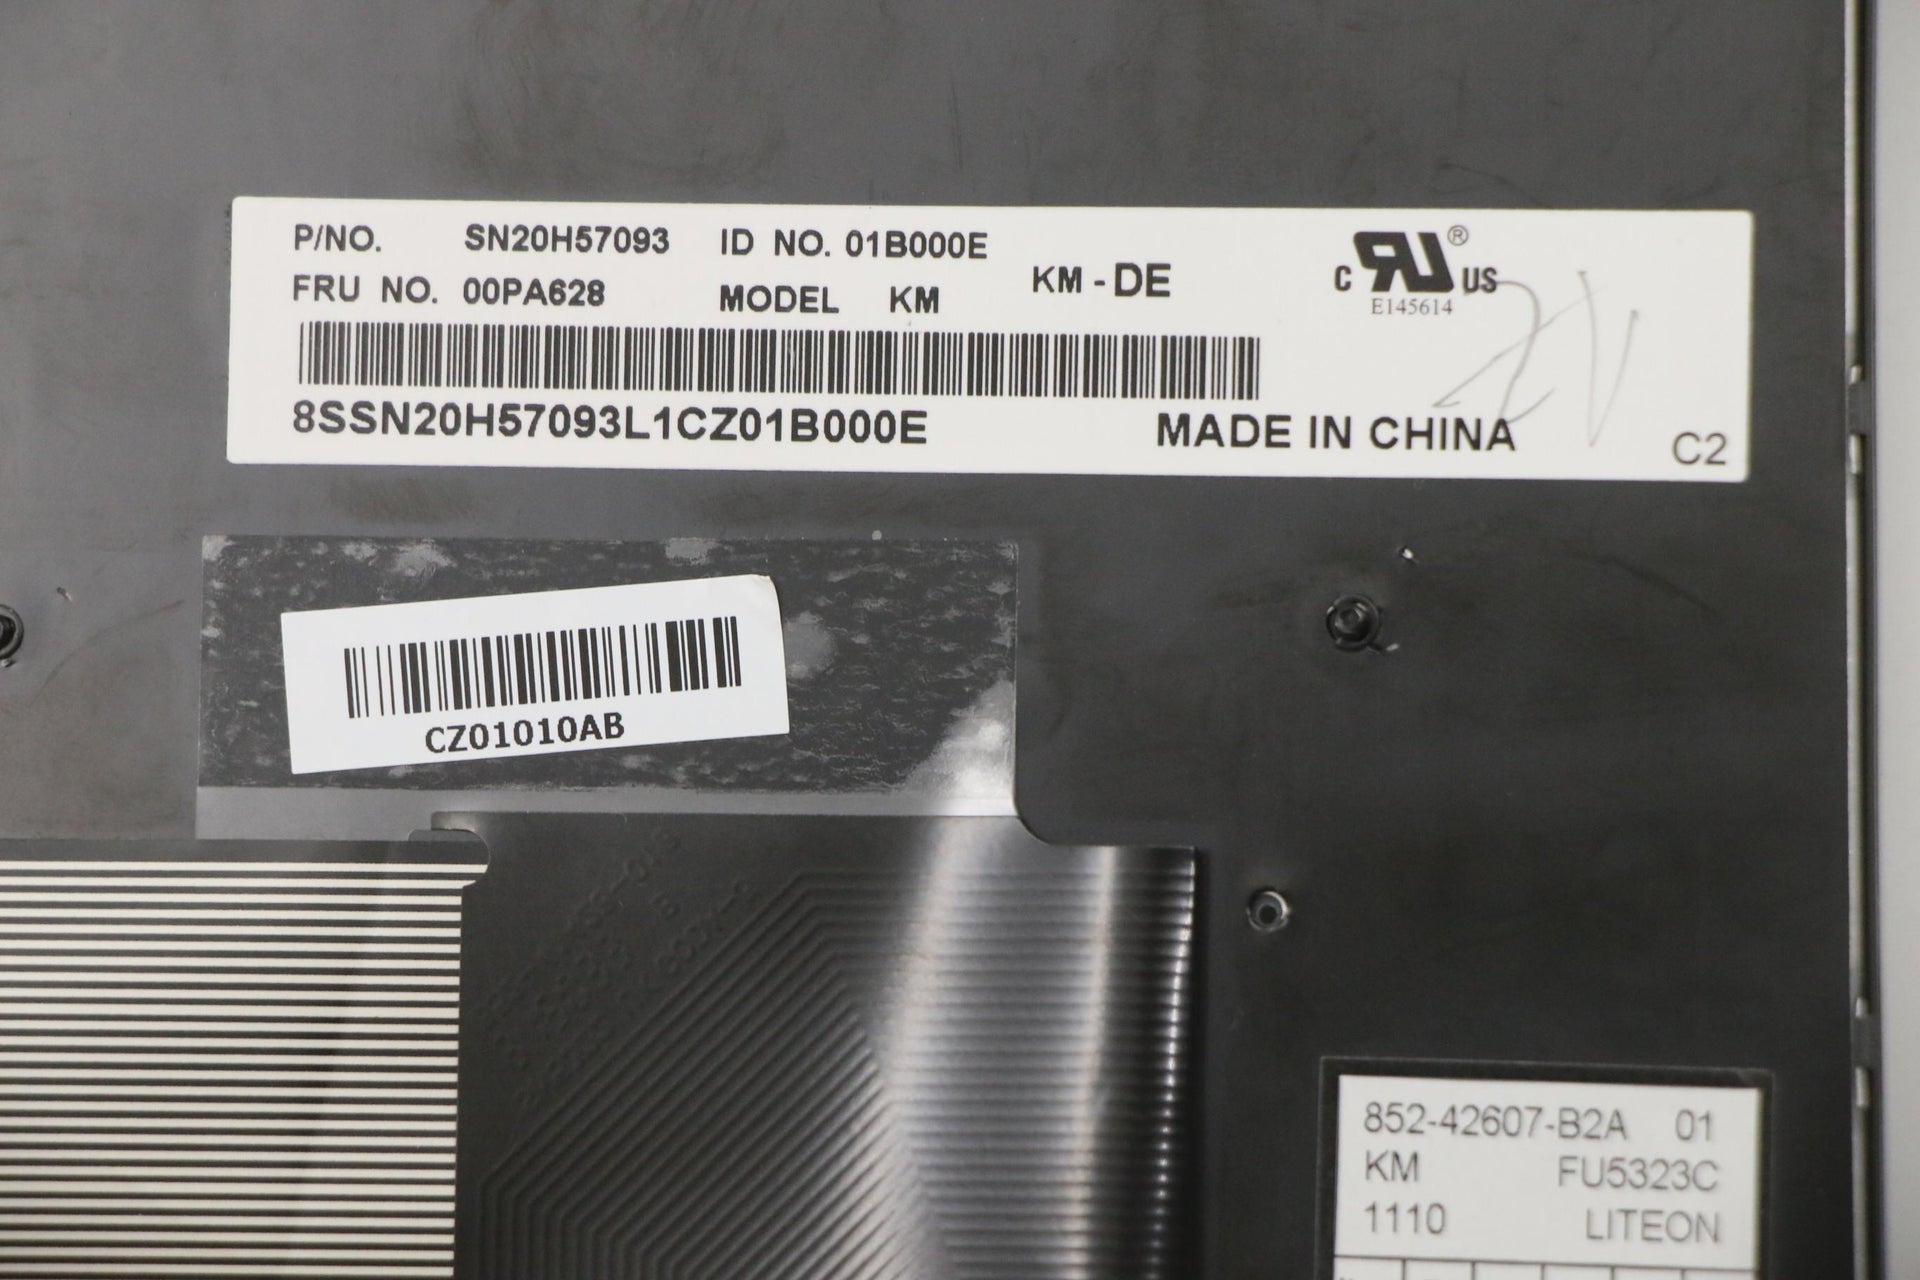 P/NO. SN20H57093 ID NO. 01B000E
FRU NO. 00PA628 MODEL KM KM - DE
C RU ® US
E145614
8SSN20H57093L1CZ01B000E MADE IN CHINA C2
CZ01010AB
852-42607-B2A 01
KM FU5323C
1110 LITEON